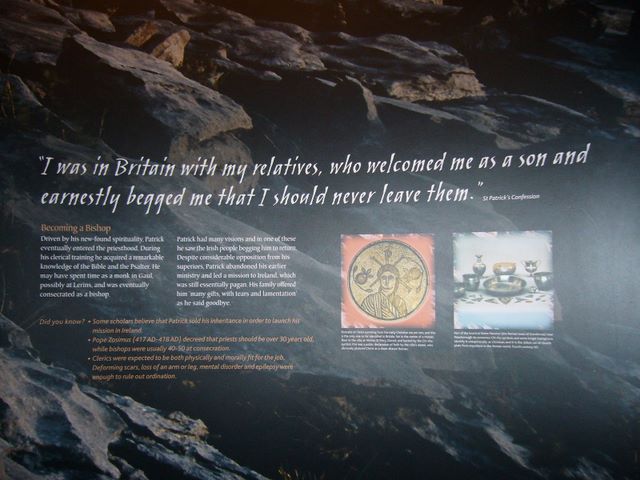 "I was in Britain with my relatives, who welcomed me as a son and
earnestly begged me that I should never leave them."
St Patrick's Confession
Becoming a Bishop
Driven by his new-found spirituality, Patrick
eventually entered the priesthood. During
his clerical training he acquired a remarkable
knowledge of the Bible and the Psalter. He
may have spent time as a monk in Gaul,
possibly at Lerins, and was eventually
consecrated as a bishop.
Patrick had many visions and in one of these
he saw the Irish people begging him to return.
Despite considerable opposition from his
superiors, Patrick abandoned his earlier
ministry and led a mission to Ireland, which
was still essentially pagan. His family offered
him 'many gifts, with tears and lamentation'
as he said goodbye.
Did you know? • Some scholars believe that Patrick sold his inheritance in order to launch his
mission in Ireland.
• Pope Zosimus (417 AD-418 AD) decreed that priests should be over 30 years old,
while bishops were usually 40-50 at consecration.
• Clerics were expected to be both physically and morally fit for the job.
Deforming scars, loss of an arm or leg, mental disorder and epilepsy were
enough to rule out ordination.